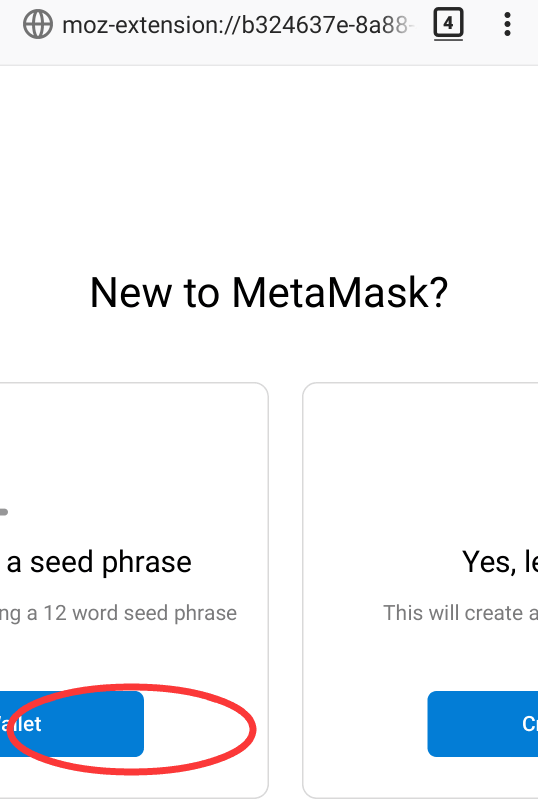 moz-extension://b324637e-8a88-
4
New to MetaMask?
a seed phrase
Yes, le
ng a 12 word seed phrase
This will create a
allet
Cr